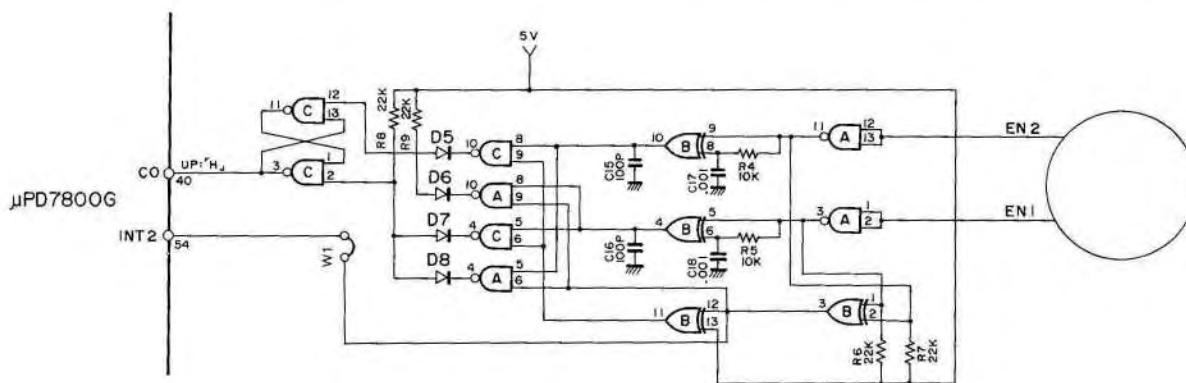 5V
μPD7800G
CO
40
UP:「H」
INT2
54
W1
11
C
12
13
3
C
1
2
R8
22K
R9
22K
D5
10
C
8
9
D6
10
A
8
9
D7
4
C
5
6
D8
4
A
5
6
C15
100P
C16
100P
10
B
9
8
C17
.001
R4
10K
4
B
5
6
C18
.001
R5
10K
11
B
12
13
3
B
1
2
R6
22K
R7
22K
11
A
12
13
EN2
3
A
1
2
EN1